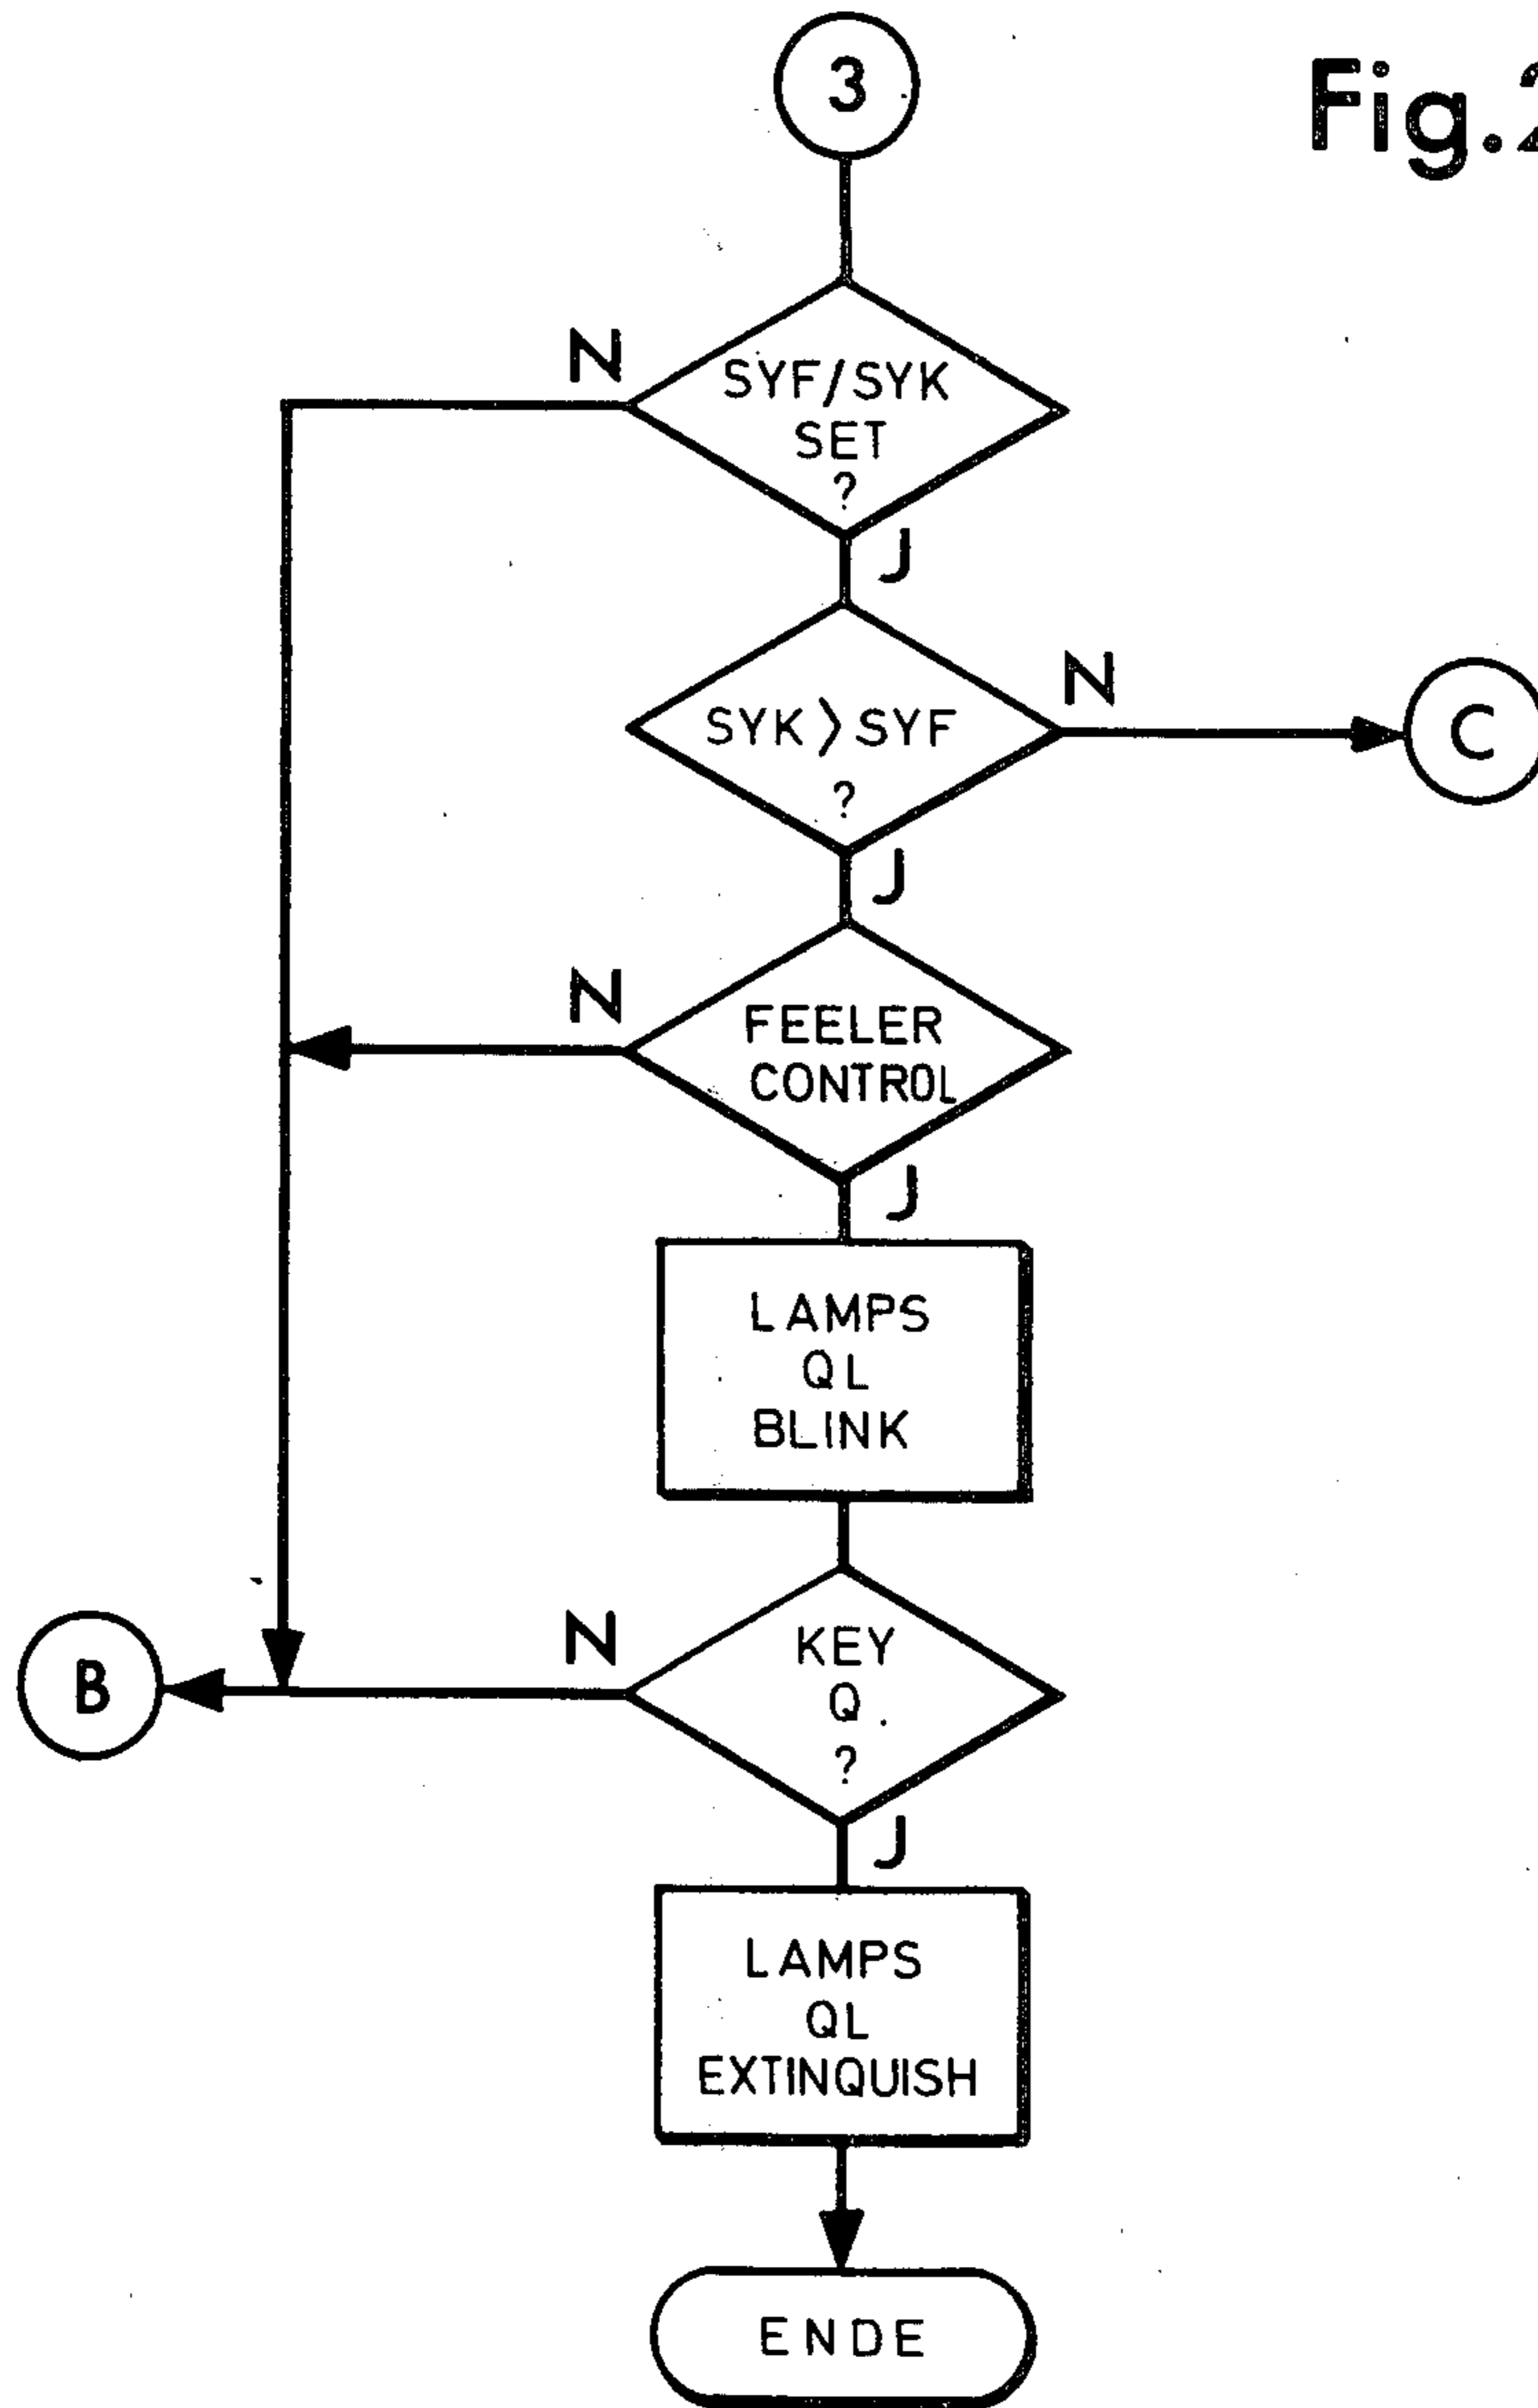 3
Fig.2
N
SYF/SYK
SET
?
J
N
SYK > SYF
?
C
J
N
FEELER
CONTROL
J
LAMPS
QL
BLINK
N
KEY
Q
?
B
J
LAMPS
QL
EXTINQUISH
ENDE